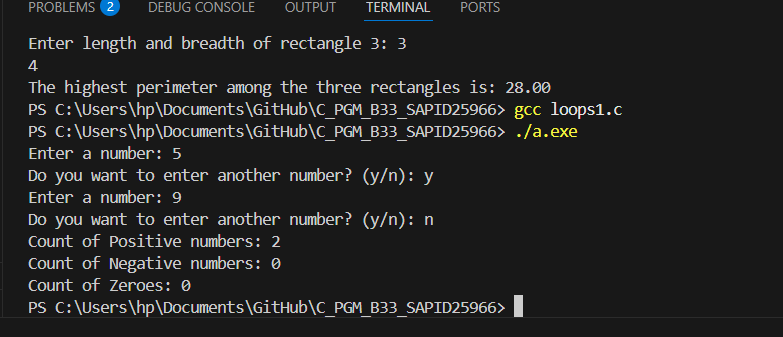 PROBLEMS 2 DEBUG CONSOLE OUTPUT TERMINAL PORTS
Enter length and breadth of rectangle 3: 3
4
The highest perimeter among the three rectangles is: 28.00
PS C:\Users\hp\Documents\GitHub\C_PGM_B33_SAPID25966> gcc loops1.c
PS C:\Users\hp\Documents\GitHub\C_PGM_B33_SAPID25966> ./a.exe
Enter a number: 5
Do you want to enter another number? (y/n): y
Enter a number: 9
Do you want to enter another number? (y/n): n
Count of Positive numbers: 2
Count of Negative numbers: 0
Count of Zeroes: 0
PS C:\Users\hp\Documents\GitHub\C_PGM_B33_SAPID25966>